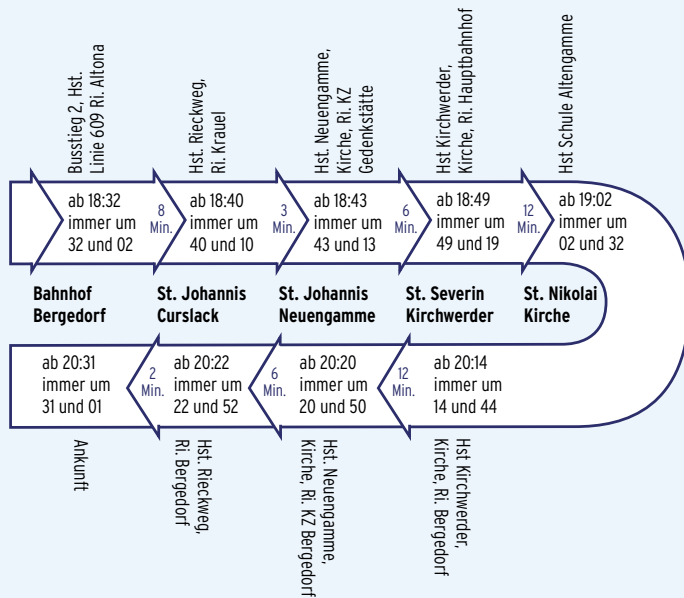 Busstieg 2, Hst.
Linie 609 Ri. Altona
Hst. Rieckweg,
Ri. Krauel
Hst. Neuengamme,
Kirche, Ri. KZ
Gedenkstätte
Hst Kirchwerder,
Kirche, Ri. Hauptbahnhof
Hst Schule Altengamme
ab 18:32
immer um
32 und 02
8
Min.
ab 18:40
immer um
40 und 10
3
Min.
ab 18:43
immer um
43 und 13
6
Min.
ab 18:49
immer um
49 und 19
12
Min.
ab 19:02
immer um
02 und 32
Bahnhof
Bergedorf
St. Johannis
Curslack
St. Johannis
Neuengamme
St. Severin
Kirchwerder
St. Nikolai
Kirche
ab 20:31
immer um
31 und 01
2
Min.
ab 20:22
immer um
22 und 52
6
Min.
ab 20:20
immer um
20 und 50
12
Min.
ab 20:14
immer um
14 und 44
Ankunft
Hst. Rieckweg,
Ri. Bergedorf
Hst. Neuengamme,
Kirche, Ri. KZ Bergedorf
Hst Kirchwerder,
Kirche, Ri. Bergedorf